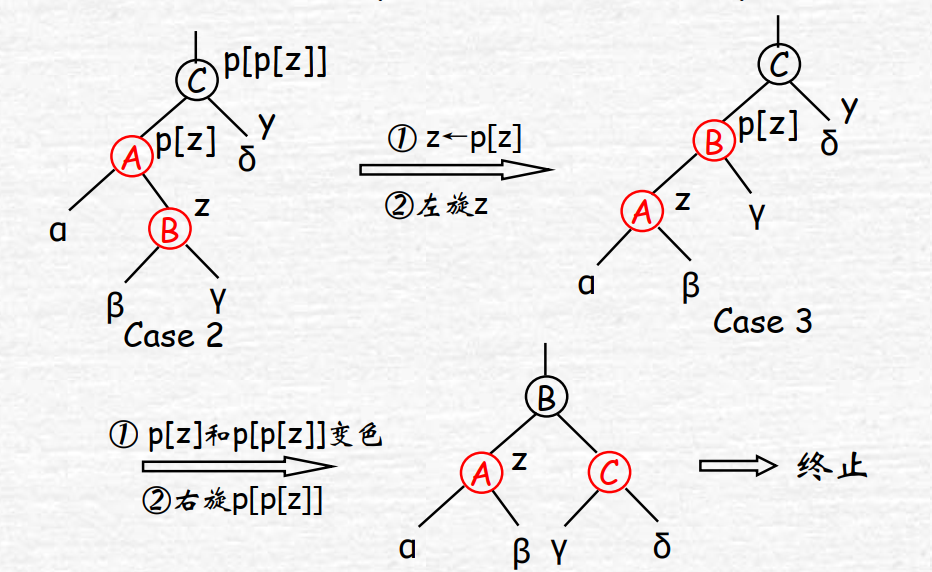 C p[p[z]]
A p[z]
y
δ
α
B z
β γ
Case 2
① z←p[z]
②左旋z
C
B p[z]
y
δ
A z
γ
α β
Case 3
① p[z]和p[p[z]]变色
②右旋p[p[z]]
B
A z
C
α β γ δ
终止